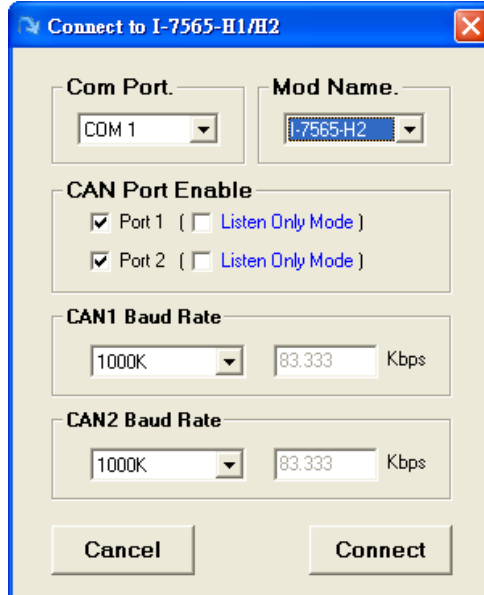 Connect to I-7565-H1/H2
Com Port. Mod Name.
COM 1 I-7565-H2
CAN Port Enable
Port 1 ( Listen Only Mode )
Port 2 ( Listen Only Mode )
CAN1 Baud Rate
1000K 83.333 Kbps
CAN2 Baud Rate
1000K 83.333 Kbps
Cancel Connect